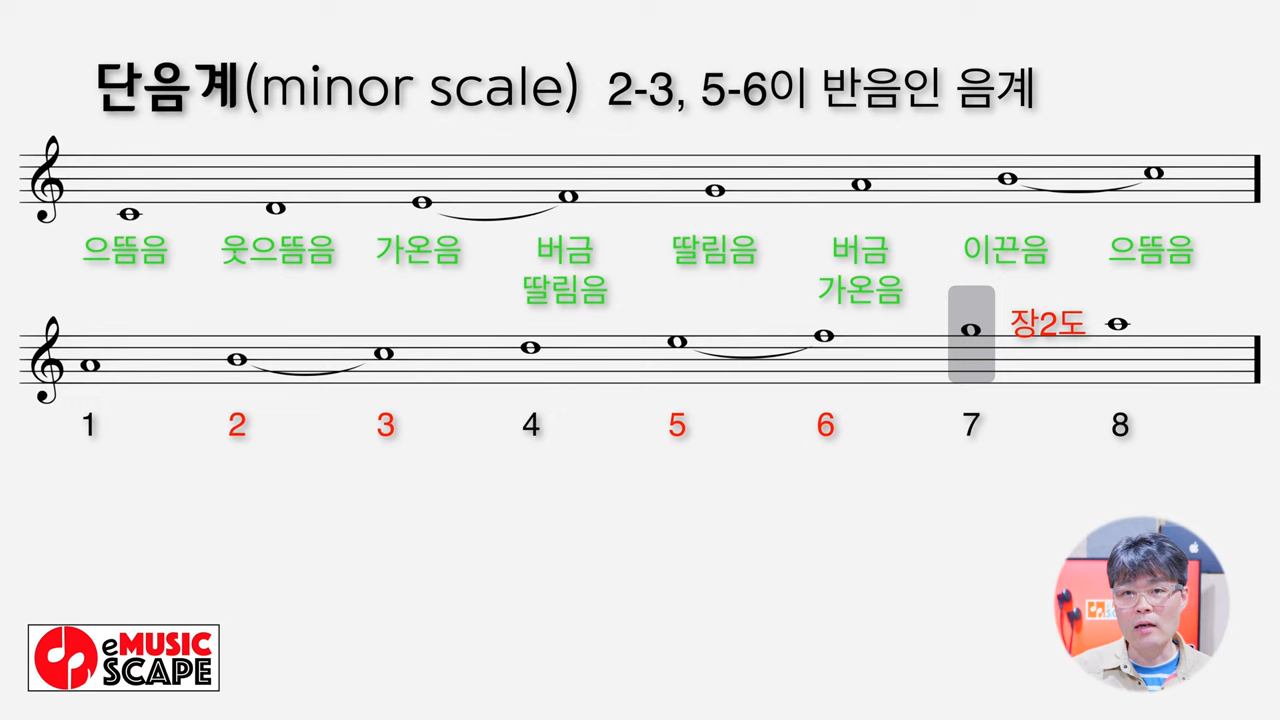 단음계(minor scale) 2-3, 5-6이 반음인 음계
으뜸음 웃으뜸음 가온음 버금 딸림음 버금 이끈음 으뜸음
딸림음 가온음
장2도
1 2 3 4 5 6 7 8
eMUSIC
SCAPE